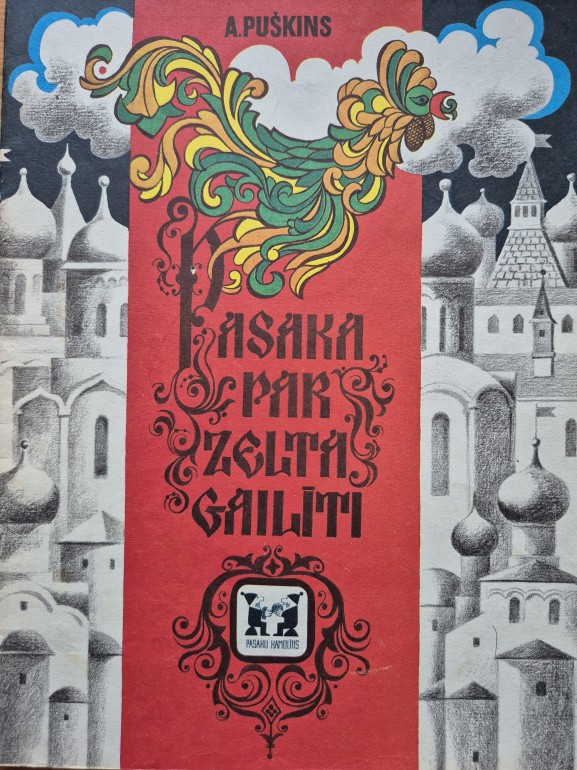 A.PUŠKINS
PASAKA
PAR
ZELTA
GAILĪTI
PASAKU KAMOLĪTIS